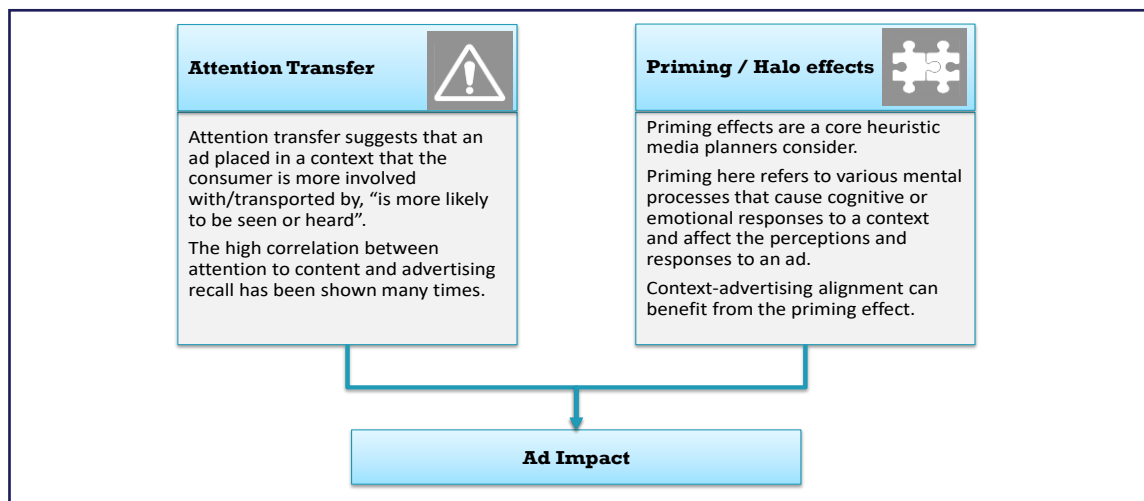 Attention Transfer
Attention transfer suggests that an
ad placed in a context that the
consumer is more involved
with/transported by, “is more likely
to be seen or heard”.
The high correlation between
attention to content and advertising
recall has been shown many times.
Priming / Halo effects
Priming effects are a core heuristic
media planners consider.
Priming here refers to various mental
processes that cause cognitive or
emotional responses to a context
and affect the perceptions and
responses to an ad.
Context-advertising alignment can
benefit from the priming effect.
Ad Impact